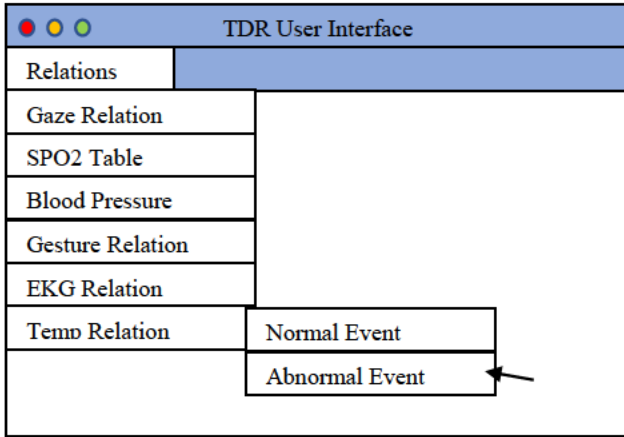 TDR User Interface
Relations
Gaze Relation
SPO2 Table
Blood Pressure
Gesture Relation
EKG Relation
Temp Relation
Normal Event
Abnormal Event